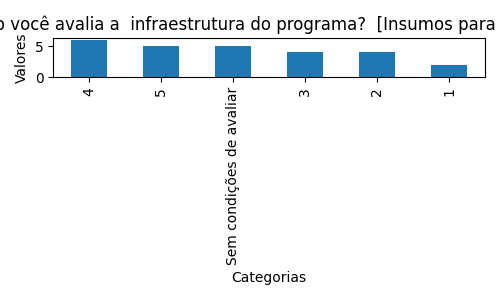 o você avalia a  infraestrutura do programa?  [Insumos para
Valores
5
0
4
5
Sem condições de avaliar
3
2
1
Categorias